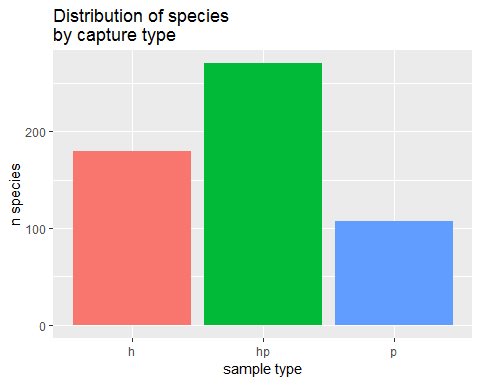 Distribution of species
by capture type
n species
200
100
0
h hp p
sample type